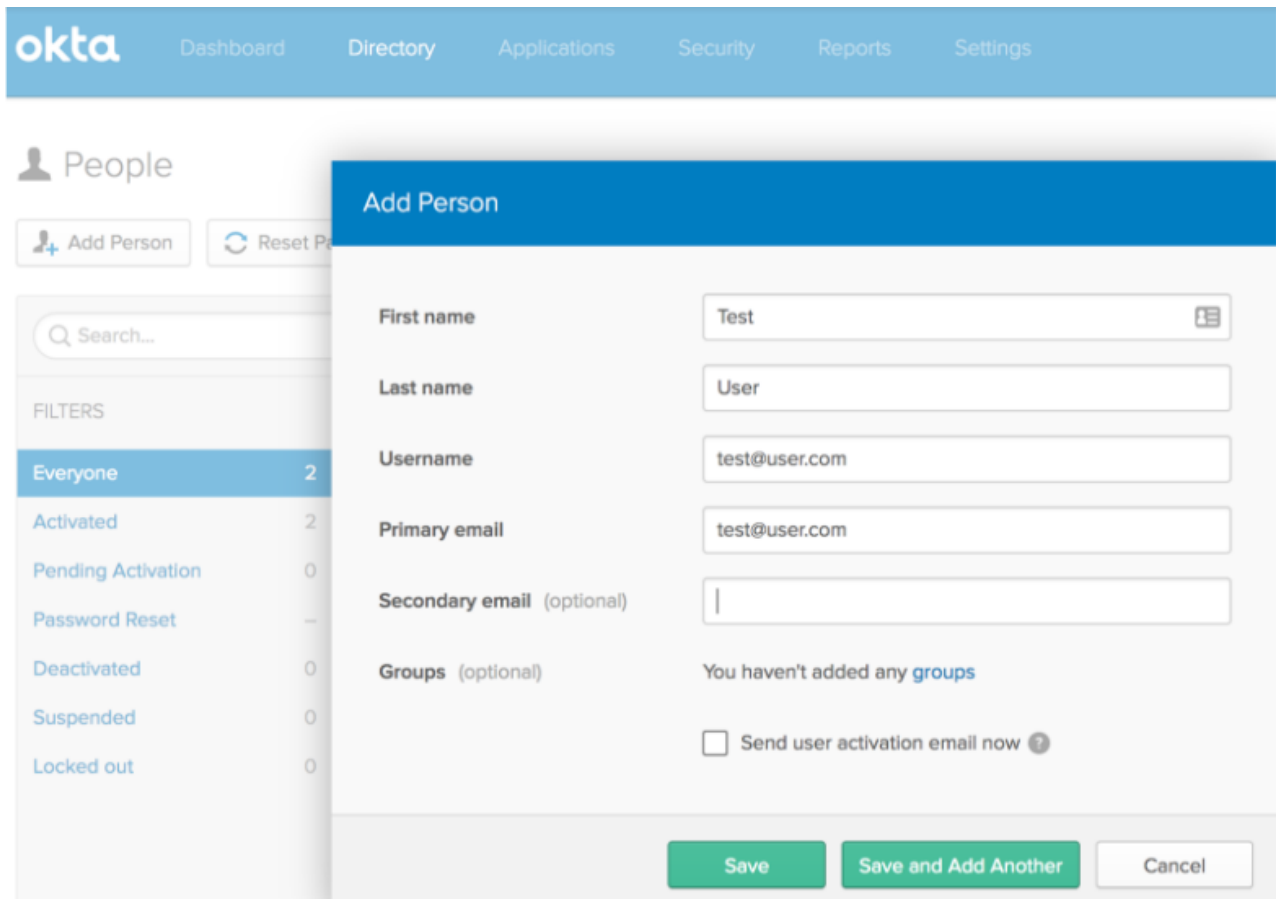 okta Dashboard Directory Applications Security Reports Settings
People
Add Person Reset Pa
Search...
FILTERS
Everyone 2
Activated 2
Pending Activation 0
Password Reset –
Deactivated 0
Suspended 0
Locked out 0
Add Person
First name Test
Last name User
Username test@user.com
Primary email test@user.com
Secondary email (optional)
Groups (optional) You haven't added any groups
Send user activation email now ?
Save Save and Add Another Cancel